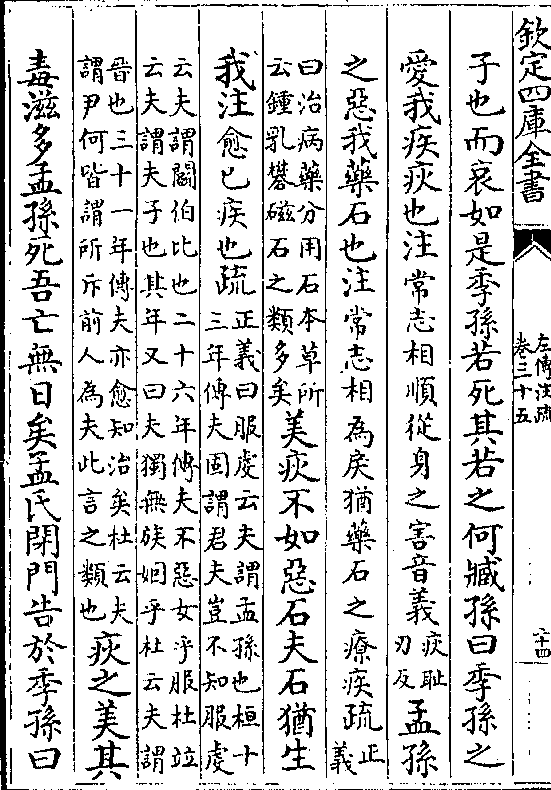 欽定四庫全書
左傳注疏
卷三十五
二十四
子也而哀如是季孫若死其若之何臧孫曰季孫之
愛我疾疢也注常志相順從身之害音義疢恥刃反孟孫
之惡我藥石也注常志相為戾猶藥石之療疾疏正義
曰治病藥分用石本草所云鍾乳礬磁石之類多矣美疢不如惡石夫石猶生
我注愈已疾也疏正義曰服虔云夫謂孟孫也桓十三年傳夫固謂君夫豈不知服虔
云夫謂鬬伯比也二十六年傳夫不惡女乎服杜竝云夫謂夫子也其年又曰夫獨無族姻乎杜云夫謂
晉也三十一年傳夫亦愈知治矣杜云夫謂尹何皆謂所斥前人為夫此言之類也疢之美其
毒滋多孟孫死吾亡無日矣孟氏閉門告於季孫曰